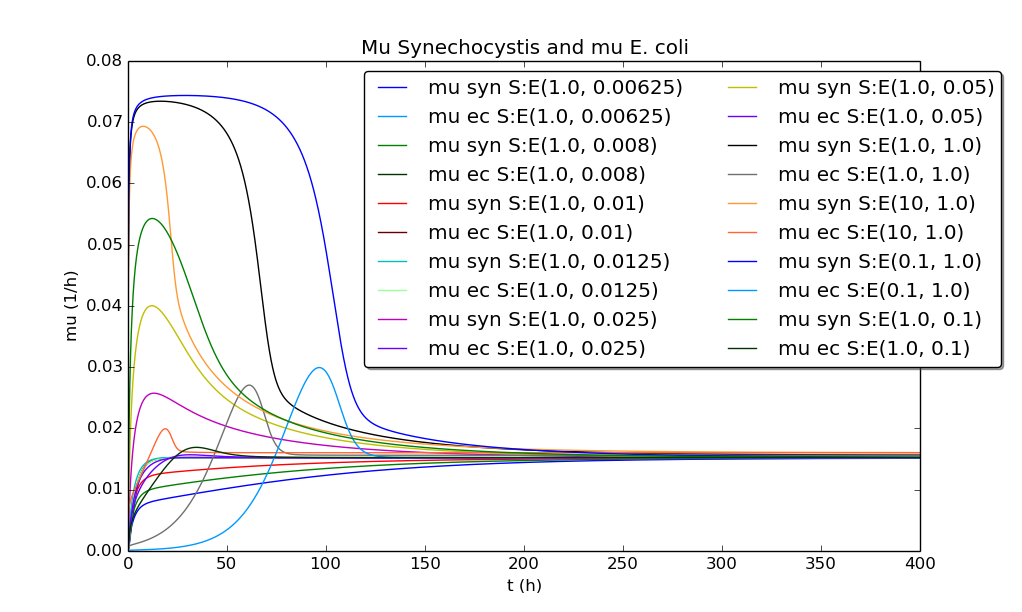 Mu Synechocystis and mu E. coli
0.08
0.07
0.06
0.05
0.04
0.03
0.02
0.01
0.00
mu (1/h)
mu syn S:E(1.0, 0.00625)
mu ec S:E(1.0, 0.00625)
mu syn S:E(1.0, 0.008)
mu ec S:E(1.0, 0.008)
mu syn S:E(1.0, 0.01)
mu ec S:E(1.0, 0.01)
mu syn S:E(1.0, 0.0125)
mu ec S:E(1.0, 0.0125)
mu syn S:E(1.0, 0.025)
mu ec S:E(1.0, 0.025)
mu syn S:E(1.0, 0.05)
mu ec S:E(1.0, 0.05)
mu syn S:E(1.0, 1.0)
mu ec S:E(1.0, 1.0)
mu syn S:E(10, 1.0)
mu ec S:E(10, 1.0)
mu syn S:E(0.1, 1.0)
mu ec S:E(0.1, 1.0)
mu syn S:E(1.0, 0.1)
mu ec S:E(1.0, 0.1)
0 50 100 150 200 250 300 350 400
t (h)